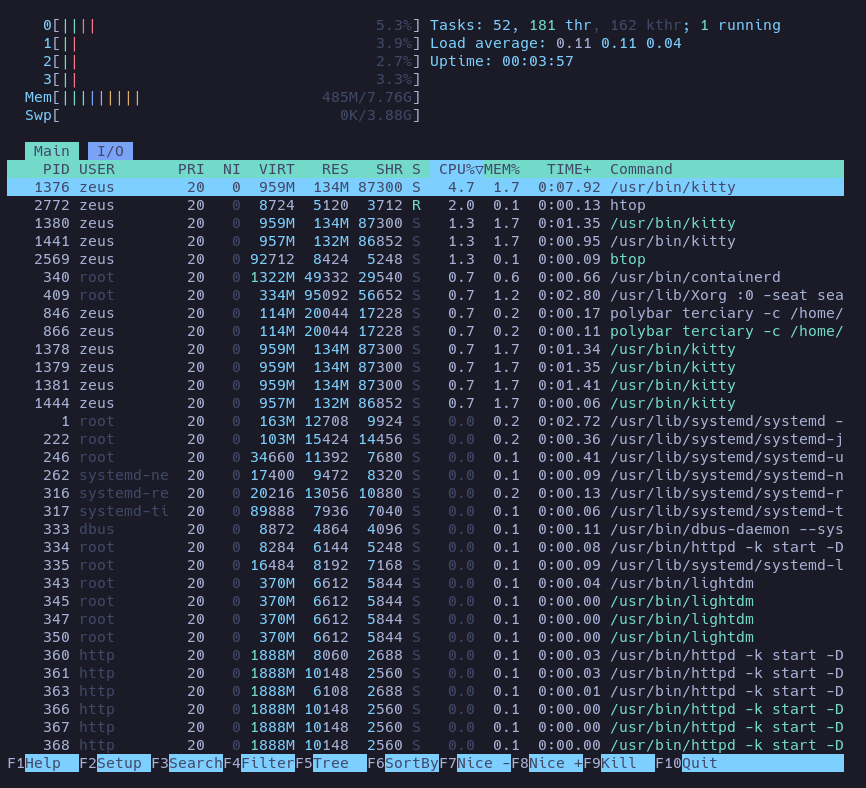 0[|||| 5.3%] Tasks: 52, 181 thr, 162 kthr; 1 running
1[|| 3.9%] Load average: 0.11 0.11 0.04
2[|| 2.7%] Uptime: 00:03:57
3[|| 3.3%]
Mem[||||||||| 485M/7.76G]
Swp[ 0K/3.88G]
Main I/O
PID USER PRI NI VIRT RES SHR S CPU%▽MEM% TIME+ Command
1376 zeus 20 0 959M 134M 87300 S 4.7 1.7 0:07.92 /usr/bin/kitty
2772 zeus 20 0 8724 5120 3712 R 2.0 0.1 0:00.13 htop
1380 zeus 20 0 959M 134M 87300 S 1.3 1.7 0:01.35 /usr/bin/kitty
1441 zeus 20 0 957M 132M 86852 S 1.3 1.7 0:00.95 /usr/bin/kitty
2569 zeus 20 0 92712 8424 5248 S 1.3 0.1 0:00.09 btop
340 root 20 0 1322M 49332 29540 S 0.7 0.6 0:00.66 /usr/bin/containerd
409 root 20 0 334M 95092 56652 S 0.7 1.2 0:02.80 /usr/lib/Xorg :0 -seat sea
846 zeus 20 0 114M 20044 17228 S 0.7 0.2 0:00.17 polybar terciary -c /home/
866 zeus 20 0 114M 20044 17228 S 0.7 0.2 0:00.11 polybar terciary -c /home/
1378 zeus 20 0 959M 134M 87300 S 0.7 1.7 0:01.34 /usr/bin/kitty
1379 zeus 20 0 959M 134M 87300 S 0.7 1.7 0:01.35 /usr/bin/kitty
1381 zeus 20 0 959M 134M 87300 S 0.7 1.7 0:01.41 /usr/bin/kitty
1444 zeus 20 0 957M 132M 86852 S 0.7 1.7 0:00.06 /usr/bin/kitty
1 root 20 0 163M 12708 9924 S 0.0 0.2 0:02.72 /usr/lib/systemd/systemd -
222 root 20 0 103M 15424 14456 S 0.0 0.2 0:00.36 /usr/lib/systemd/systemd-j
246 root 20 0 34660 11392 7680 S 0.0 0.1 0:00.41 /usr/lib/systemd/systemd-u
262 systemd-ne 20 0 17400 9472 8320 S 0.0 0.1 0:00.09 /usr/lib/systemd/systemd-n
316 systemd-re 20 0 20216 13056 10880 S 0.0 0.2 0:00.13 /usr/lib/systemd/systemd-r
317 systemd-ti 20 0 89888 7936 7040 S 0.0 0.1 0:00.06 /usr/lib/systemd/systemd-t
333 dbus 20 0 8872 4864 4096 S 0.0 0.1 0:00.11 /usr/bin/dbus-daemon --sys
334 root 20 0 8284 6144 5248 S 0.0 0.1 0:00.08 /usr/bin/httpd -k start -D
335 root 20 0 16484 8192 7168 S 0.0 0.1 0:00.09 /usr/lib/systemd/systemd-l
343 root 20 0 370M 6612 5844 S 0.0 0.1 0:00.04 /usr/bin/lightdm
345 root 20 0 370M 6612 5844 S 0.0 0.1 0:00.00 /usr/bin/lightdm
347 root 20 0 370M 6612 5844 S 0.0 0.1 0:00.00 /usr/bin/lightdm
350 root 20 0 370M 6612 5844 S 0.0 0.1 0:00.00 /usr/bin/lightdm
360 http 20 0 1888M 8060 2688 S 0.0 0.1 0:00.03 /usr/bin/httpd -k start -D
361 http 20 0 1888M 10148 2560 S 0.0 0.1 0:00.03 /usr/bin/httpd -k start -D
363 http 20 0 1888M 6108 2688 S 0.0 0.1 0:00.01 /usr/bin/httpd -k start -D
366 http 20 0 1888M 10148 2560 S 0.0 0.1 0:00.00 /usr/bin/httpd -k start -D
367 http 20 0 1888M 10148 2560 S 0.0 0.1 0:00.00 /usr/bin/httpd -k start -D
368 http 20 0 1888M 10148 2560 S 0.0 0.1 0:00.00 /usr/bin/httpd -k start -D
F1Help F2Setup F3SearchF4FilterF5Tree F6SortByF7Nice -F8Nice +F9Kill F10Quit